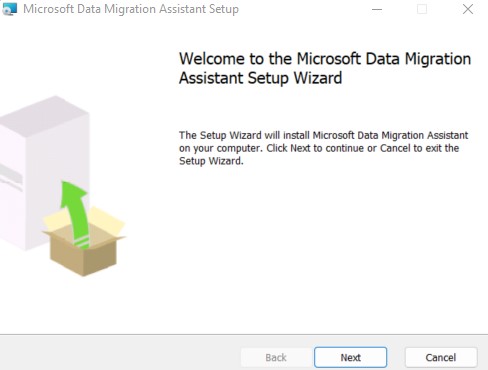 Microsoft Data Migration Assistant Setup
Welcome to the Microsoft Data Migration
Assistant Setup Wizard
The Setup Wizard will install Microsoft Data Migration Assistant
on your computer. Click Next to continue or Cancel to exit the
Setup Wizard.
Back
Next
Cancel